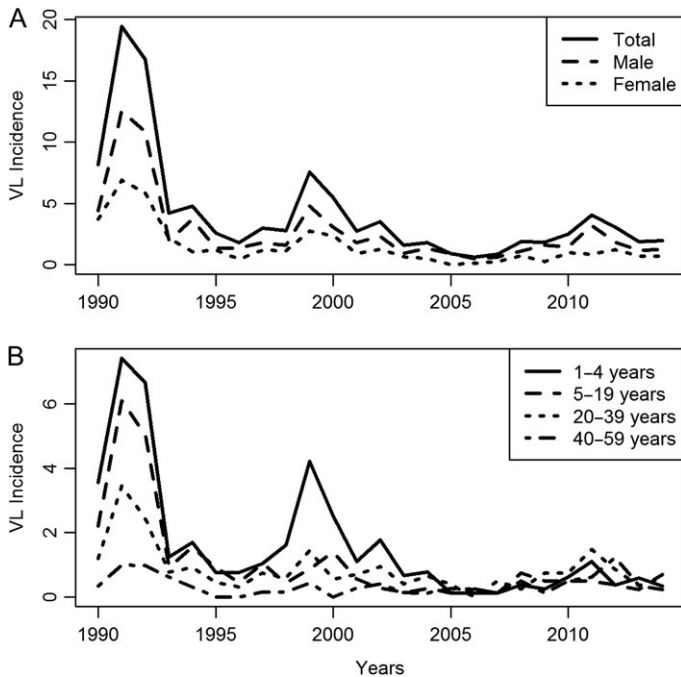 A
VL Incidence
20
15
10
5
0
Total
Male
Female
1990
1995
2000
2005
2010
B
VL Incidence
6
4
2
0
1–4 years
5–19 years
20–39 years
40–59 years
1990
1995
2000
2005
2010
Years